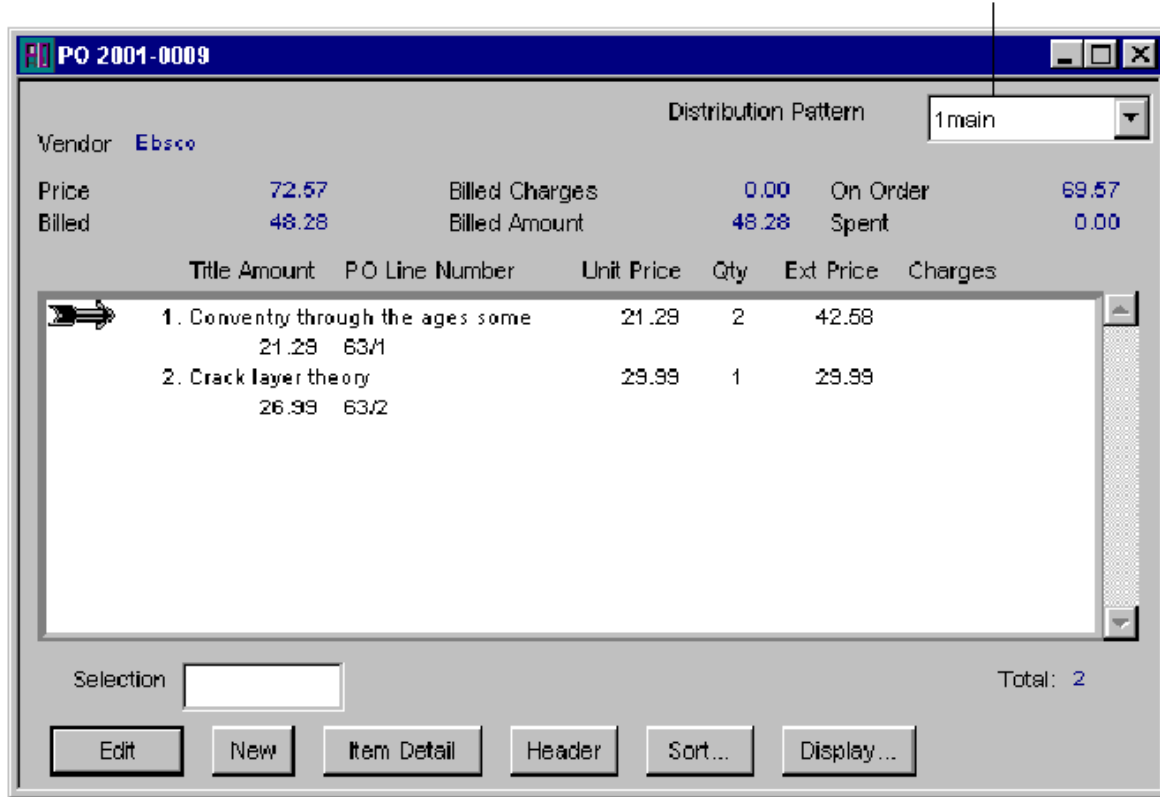 PO 2001-0009
Distribution Pattern 1main
Vendor Ebsco
Price 72.57 Billed Charges 0.00 On Order 69.57
Billed 48.28 Billed Amount 48.28 Spent 0.00
Title Amount PO Line Number Unit Price Qty Ext Price Charges
1. Conventry through the ages some 21.29 2 42.58
21.29 63/1
2. Crack layer theory 29.99 1 29.99
26.99 63/2
Selection Total: 2
Edit New Item Detail Header Sort... Display...